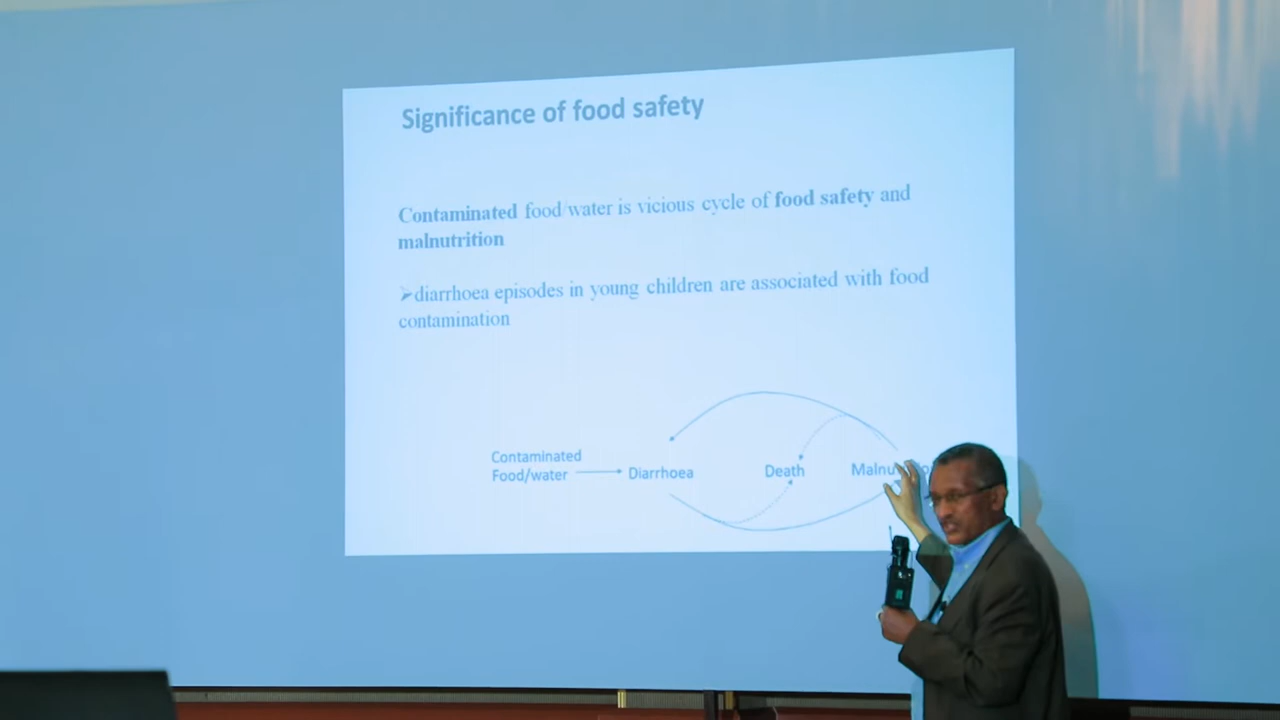 Significance of food safety
Contaminated food/water is vicious cycle of food safety and
malnutrition
➢diarrhoea episodes in young children are associated with food
contamination
Contaminated
Food/water
Diarrhoea
Death